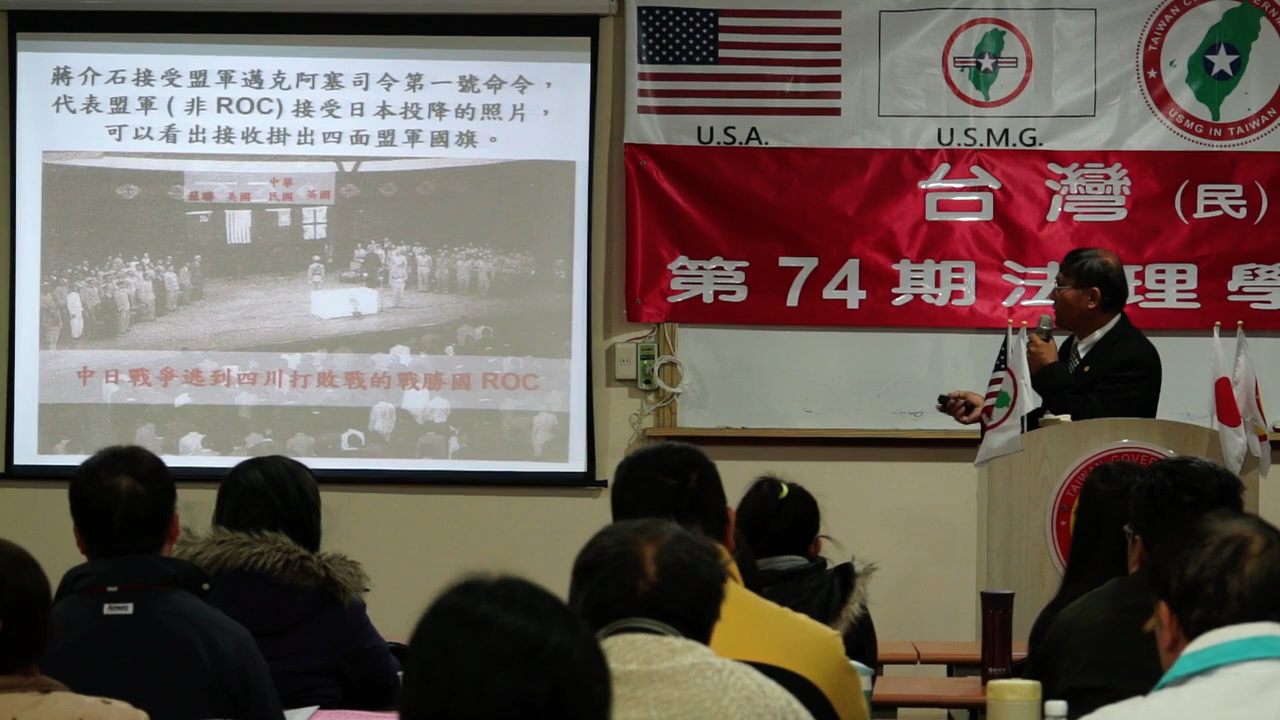 蔣介石接受盟軍邁克阿塞司令第一號命令，
代表盟軍(非ROC)接受日本投降的照片，
可以看出接收掛出四面盟軍國旗。
中華
蘇聯 美國 民國 英國
中日戰爭逃到四川打敗戰的戰勝國ROC
U.S.A.
U.S.M.G.
USMG IN TAIWAN
台灣(民)
第74期法理學
Amway